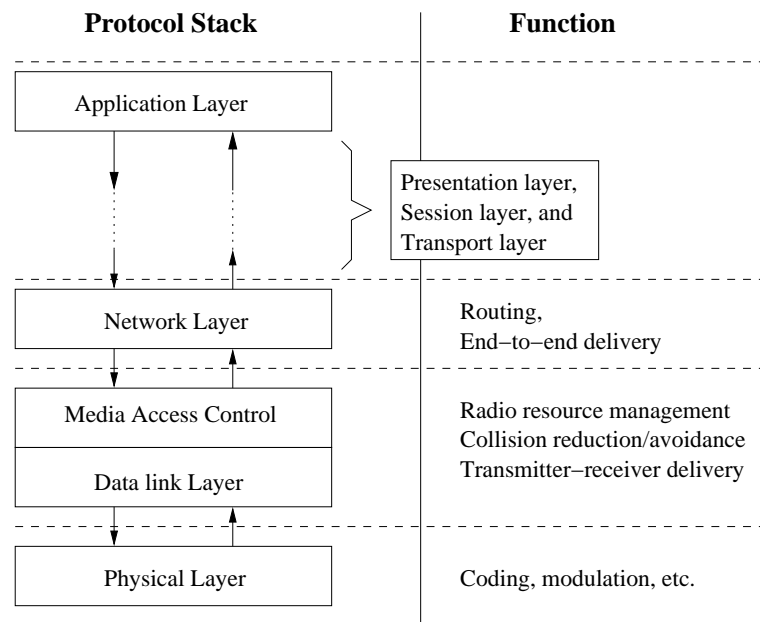 Protocol Stack
Function
Application Layer
Presentation layer,
Session layer, and
Transport layer
Network Layer
Routing,
End−to−end delivery
Media Access Control
Data link Layer
Radio resource management
Collision reduction/avoidance
Transmitter−receiver delivery
Physical Layer
Coding, modulation, etc.